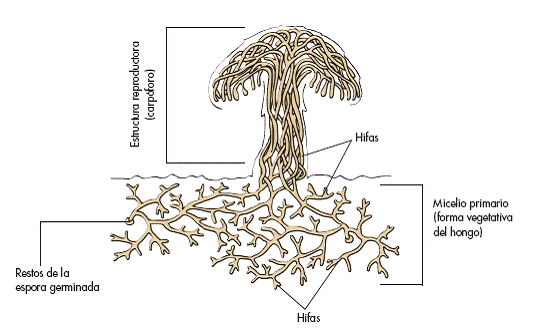 Estructura reproductora
(carpóforo)
Hifas
Micelio primario
(forma vegetativa
del hongo)
Restos de la
espora germinada
Hifas